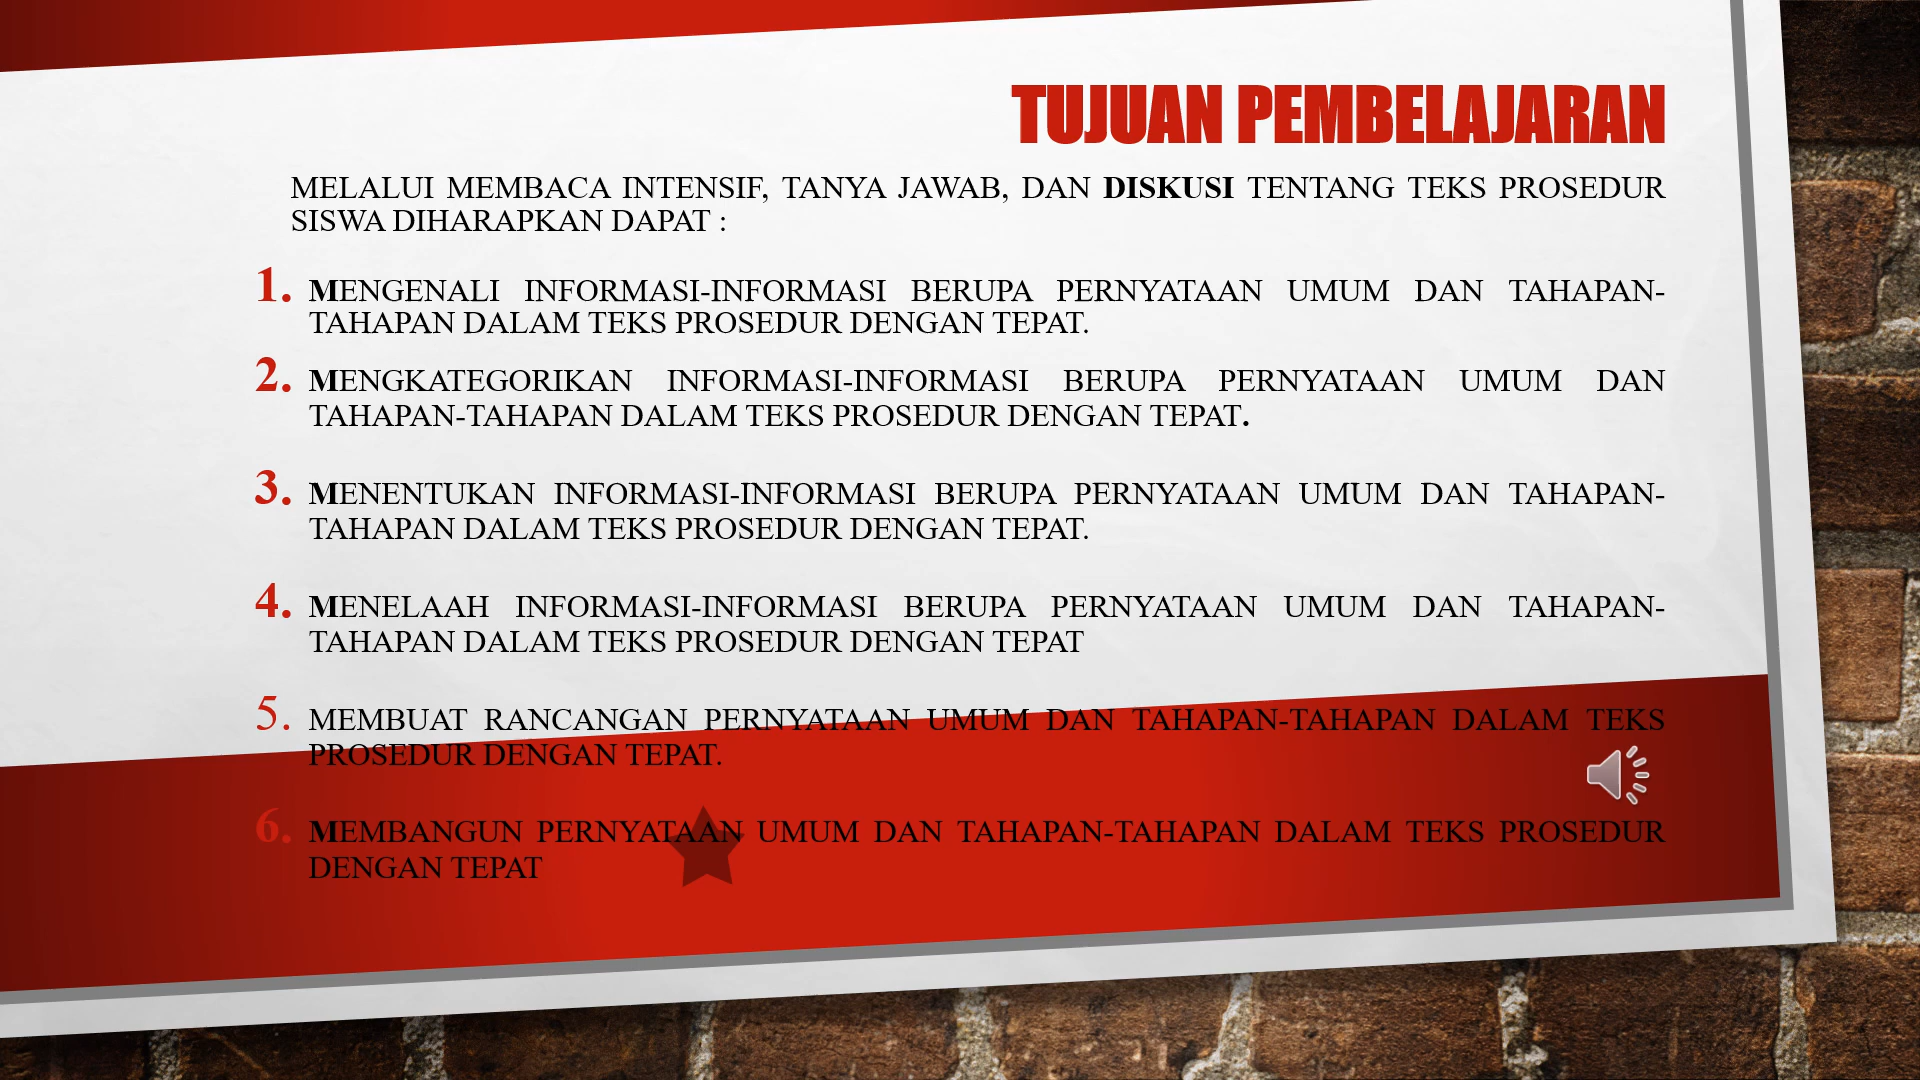 TUJUAN PEMBELAJARAN
MELALUI MEMBACA INTENSIF, TANYA JAWAB, DAN DISKUSI TENTANG TEKS PROSEDUR
SISWA DIHARAPKAN DAPAT :
1. MENGENALI INFORMASI-INFORMASI BERUPA PERNYATAAN UMUM DAN TAHAPAN-
TAHAPAN DALAM TEKS PROSEDUR DENGAN TEPAT.
2. MENGKATEGORIKAN INFORMASI-INFORMASI BERUPA PERNYATAAN UMUM DAN
TAHAPAN-TAHAPAN DALAM TEKS PROSEDUR DENGAN TEPAT.
3. MENENTUKAN INFORMASI-INFORMASI BERUPA PERNYATAAN UMUM DAN TAHAPAN-
TAHAPAN DALAM TEKS PROSEDUR DENGAN TEPAT.
4. MENELAAH INFORMASI-INFORMASI BERUPA PERNYATAAN UMUM DAN TAHAPAN-
TAHAPAN DALAM TEKS PROSEDUR DENGAN TEPAT
5. MEMBUAT RANCANGAN PERNYATAAN UMUM DAN TAHAPAN-TAHAPAN DALAM TEKS
PROSEDUR DENGAN TEPAT.
6. MEMBANGUN PERNYATAAN UMUM DAN TAHAPAN-TAHAPAN DALAM TEKS PROSEDUR
DENGAN TEPAT